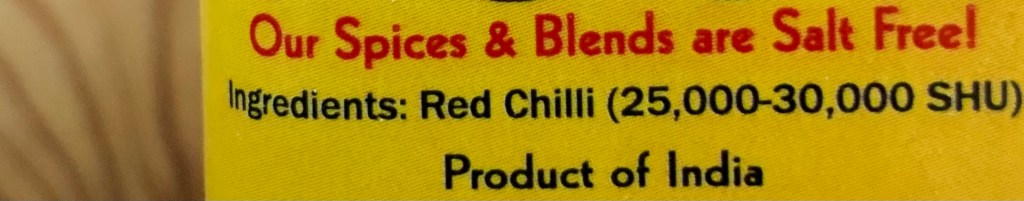 Our Spices & Blends are Salt Free!
Ingredients: Red Chilli (25,000-30,000 SHU)
Product of India